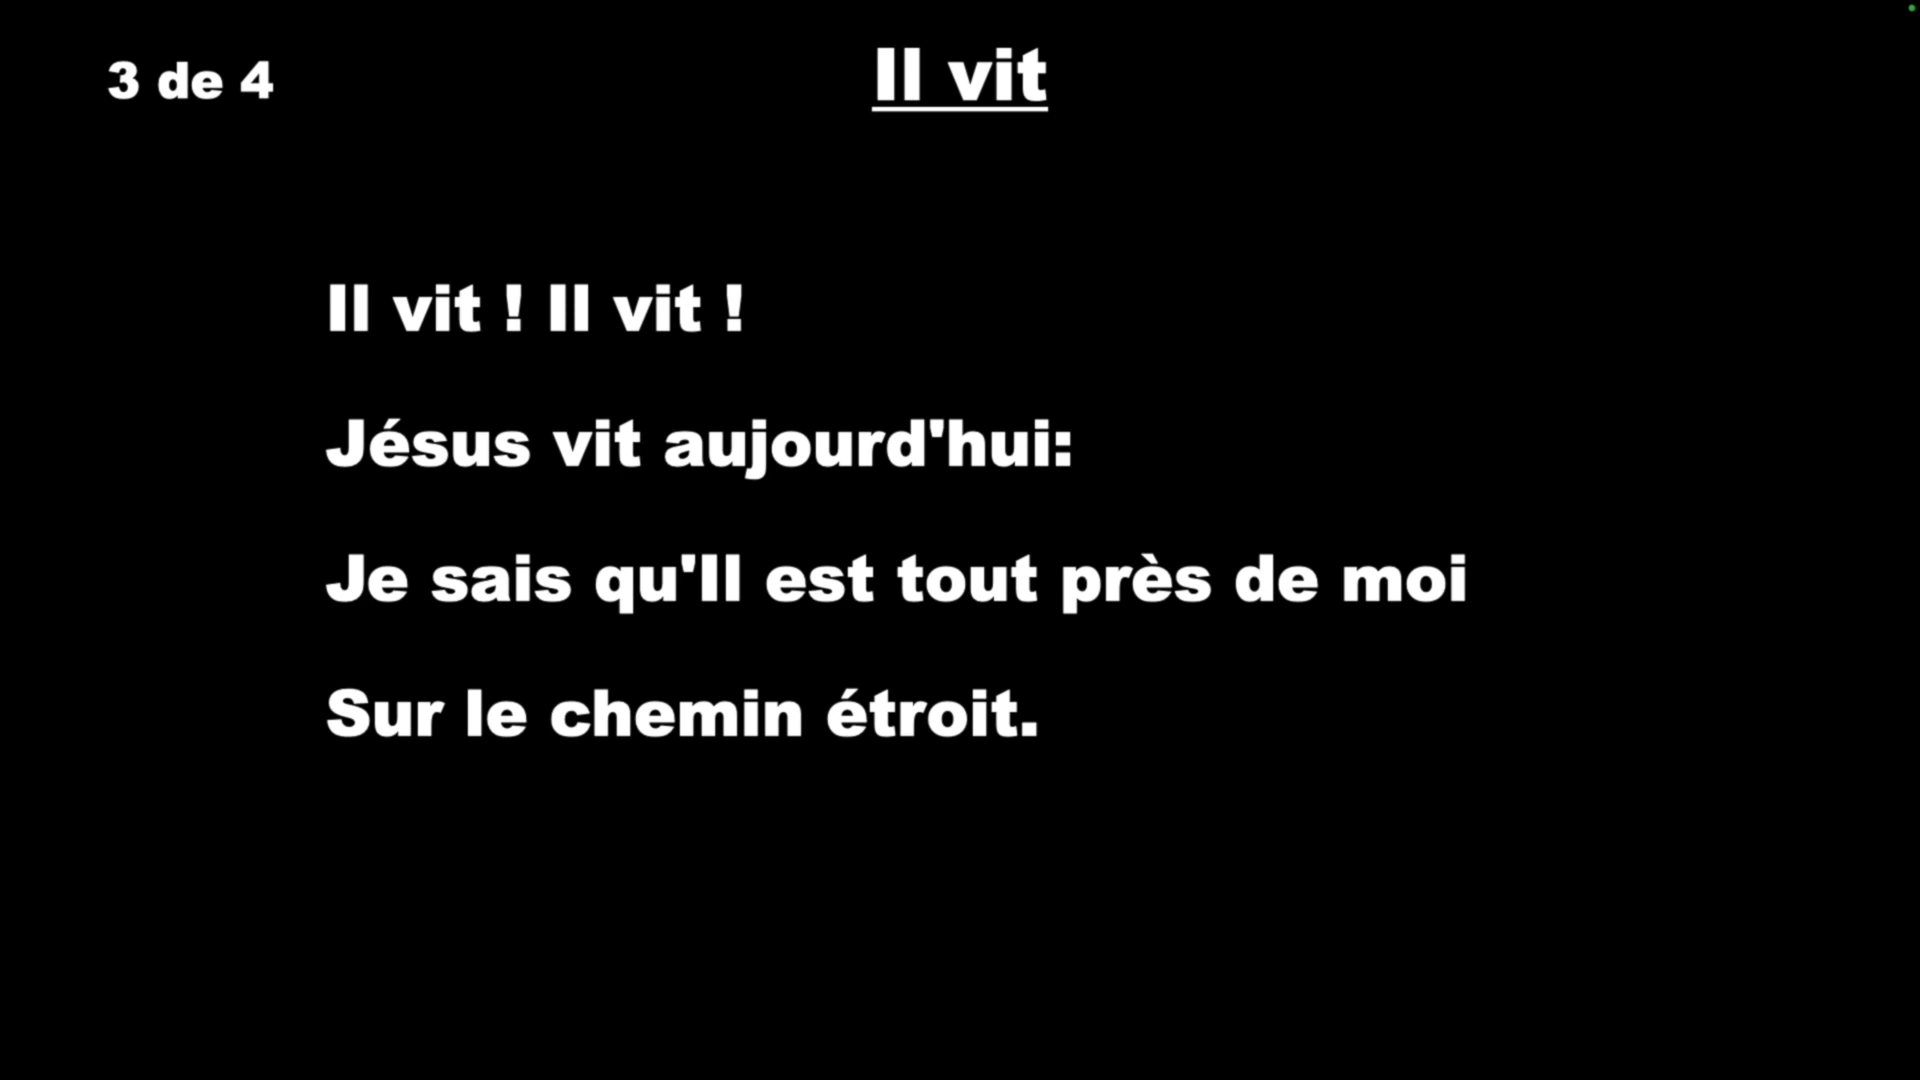 3 de 4
Il vit
Il vit ! Il vit !
Jésus vit aujourd'hui:
Je sais qu'Il est tout près de moi
Sur le chemin étroit.